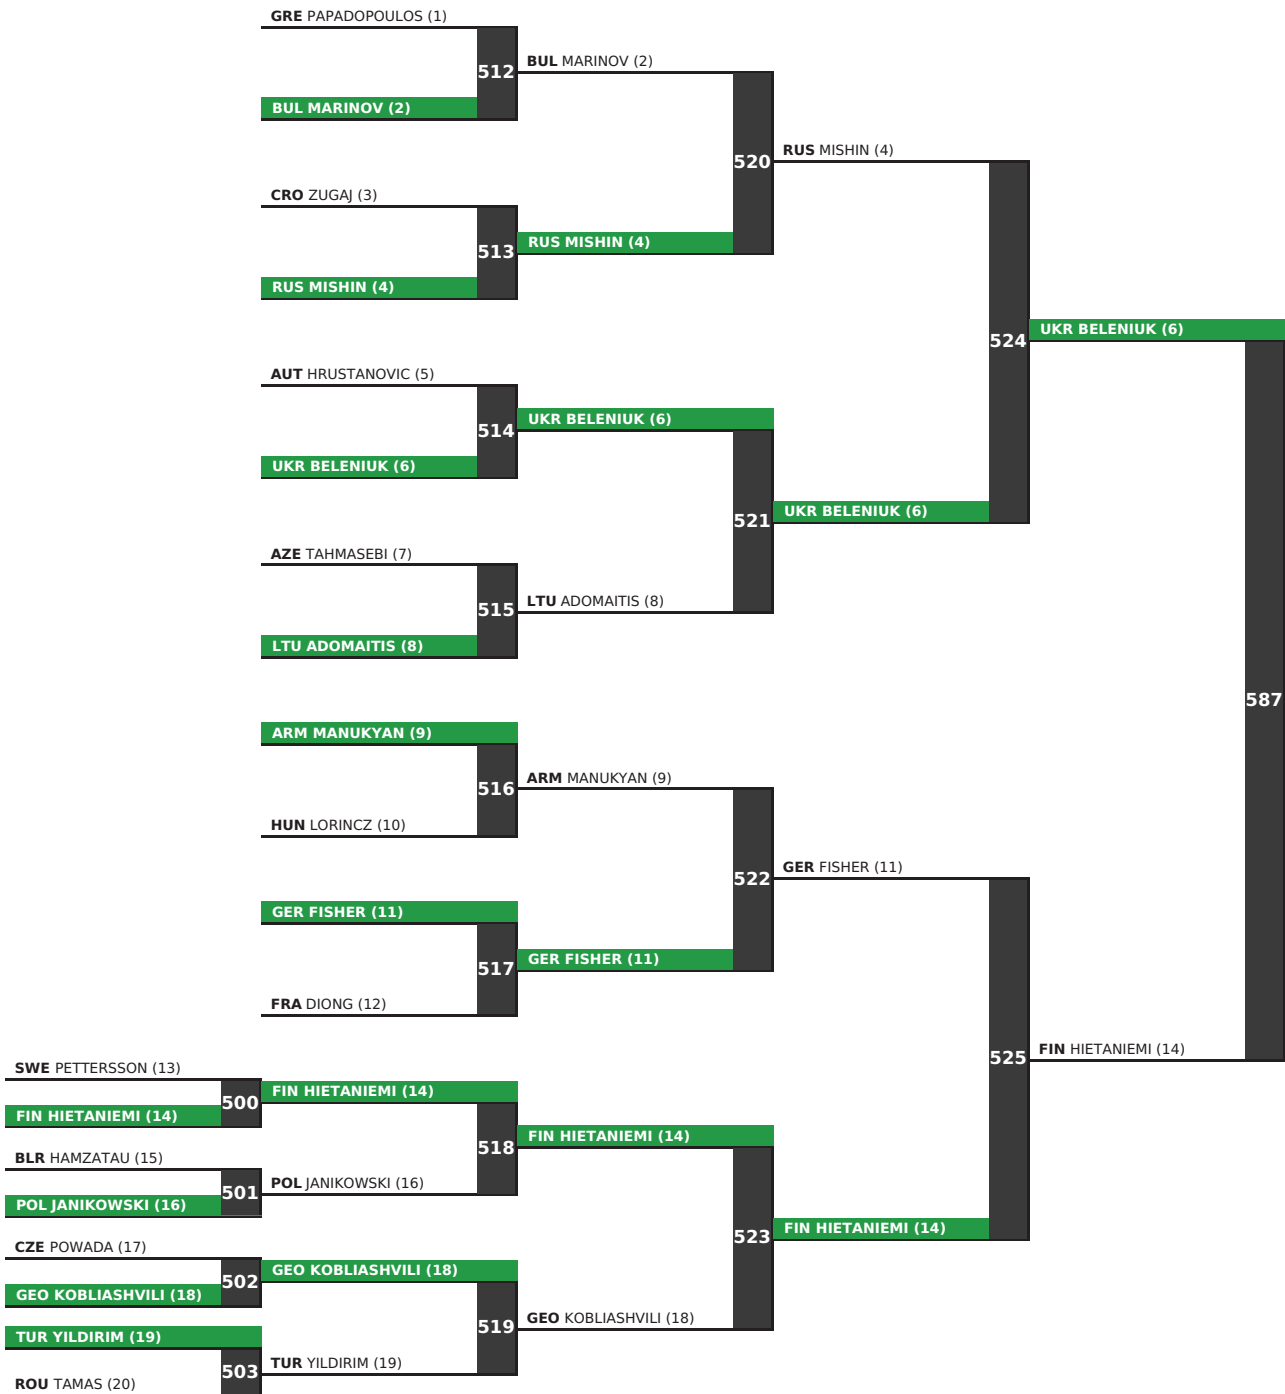 GRE PAPADOPOULOS (1)
512
BUL MARINOV (2)
BUL MARINOV (2)
520
RUS MISHIN (4)
CRO ZUGAJ (3)
513
RUS MISHIN (4)
RUS MISHIN (4)
524
UKR BELENIUK (6)
AUT HRUSTANOVIC (5)
514
UKR BELENIUK (6)
UKR BELENIUK (6)
521
UKR BELENIUK (6)
AZE TAHMASEBI (7)
515
LTU ADOMAITIS (8)
LTU ADOMAITIS (8)
587
ARM MANUKYAN (9)
516
ARM MANUKYAN (9)
HUN LORINCZ (10)
522
GER FISHER (11)
GER FISHER (11)
517
GER FISHER (11)
FRA DIONG (12)
525
FIN HIETANIEMI (14)
SWE PETTERSSON (13)
500
FIN HIETANIEMI (14)
FIN HIETANIEMI (14)
518
FIN HIETANIEMI (14)
BLR HAMZATAU (15)
501
POL JANIKOWSKI (16)
POL JANIKOWSKI (16)
523
FIN HIETANIEMI (14)
CZE POWADA (17)
502
GEO KOBLIASHVILI (18)
GEO KOBLIASHVILI (18)
519
GEO KOBLIASHVILI (18)
TUR YILDIRIM (19)
503
TUR YILDIRIM (19)
ROU TAMAS (20)